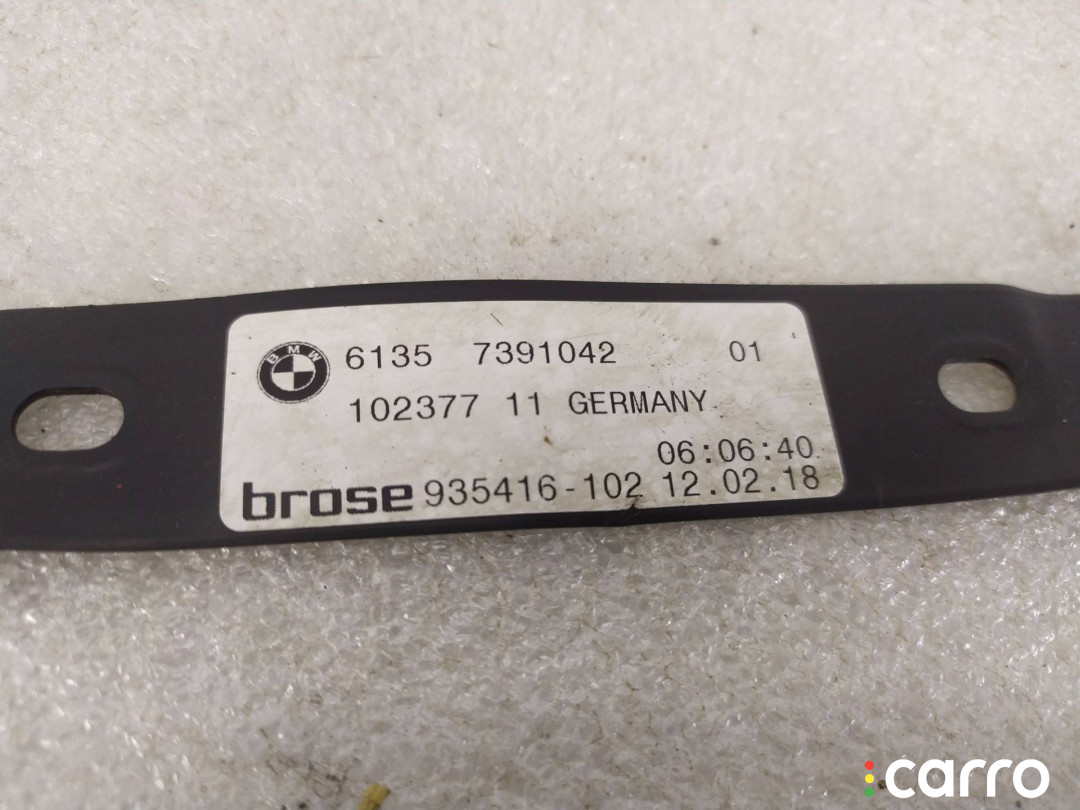 BMW 6135 7391042 01
102377 11 GERMANY
06:06:40
brose 935416-102 12.02.18
carro